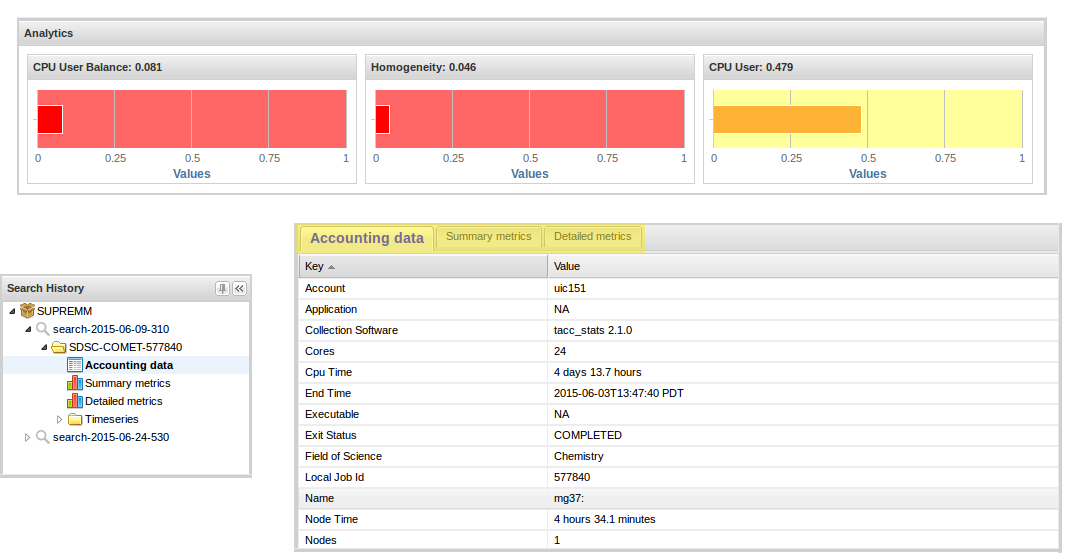 Analytics
CPU User Balance: 0.081
0 0.25 0.5 0.75 1
Values
Homogeneity: 0.046
0 0.25 0.5 0.75 1
Values
CPU User: 0.479
0 0.25 0.5 0.75 1
Values
Search History
SUPREMM
search-2015-06-09-310
SDSC-COMET-577840
Accounting data
Summary metrics
Detailed metrics
Timeseries
search-2015-06-24-530
Accounting data Summary metrics Detailed metrics
Key Value
Account uic151
Application NA
Collection Software tacc_stats 2.1.0
Cores 24
Cpu Time 4 days 13.7 hours
End Time 2015-06-03T13:47:40 PDT
Executable NA
Exit Status COMPLETED
Field of Science Chemistry
Local Job Id 577840
Name mg37:
Node Time 4 hours 34.1 minutes
Nodes 1